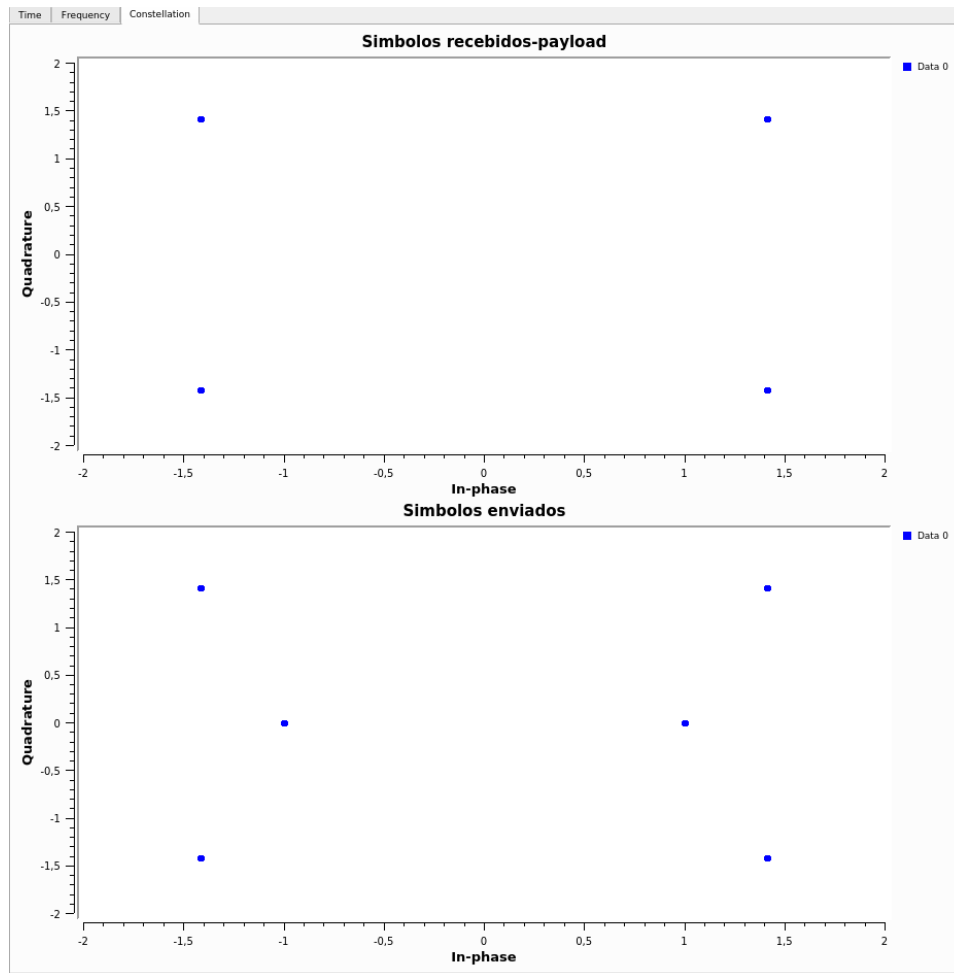 Time Frequency Constellation
Simbolos recebidos-payload
Data 0
2
1,5
1
0,5
0
-0,5
-1
-1,5
-2
Quadrature
-2 -1,5 -1 -0,5 0 0,5 1 1,5 2
In-phase
Simbolos enviados
Data 0
2
1,5
1
0,5
0
-0,5
-1
-1,5
-2
Quadrature
-2 -1,5 -1 -0,5 0 0,5 1 1,5 2
In-phase